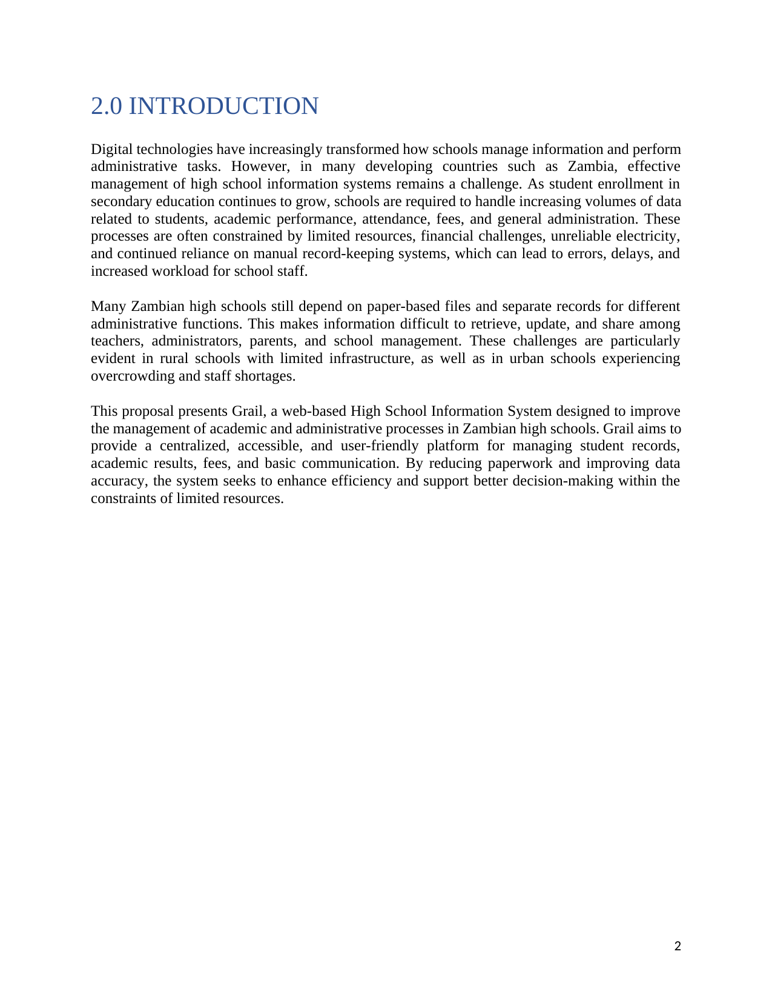 2.0 INTRODUCTION
Digital technologies have increasingly transformed how schools manage information and perform
administrative tasks. However, in many developing countries such as Zambia, effective
management of high school information systems remains a challenge. As student enrollment in
secondary education continues to grow, schools are required to handle increasing volumes of data
related to students, academic performance, attendance, fees, and general administration. These
processes are often constrained by limited resources, financial challenges, unreliable electricity,
and continued reliance on manual record-keeping systems, which can lead to errors, delays, and
increased workload for school staff.
Many Zambian high schools still depend on paper-based files and separate records for different
administrative functions. This makes information difficult to retrieve, update, and share among
teachers, administrators, parents, and school management. These challenges are particularly
evident in rural schools with limited infrastructure, as well as in urban schools experiencing
overcrowding and staff shortages.
This proposal presents Grail, a web-based High School Information System designed to improve
the management of academic and administrative processes in Zambian high schools. Grail aims to
provide a centralized, accessible, and user-friendly platform for managing student records,
academic results, fees, and basic communication. By reducing paperwork and improving data
accuracy, the system seeks to enhance efficiency and support better decision-making within the
constraints of limited resources.
2